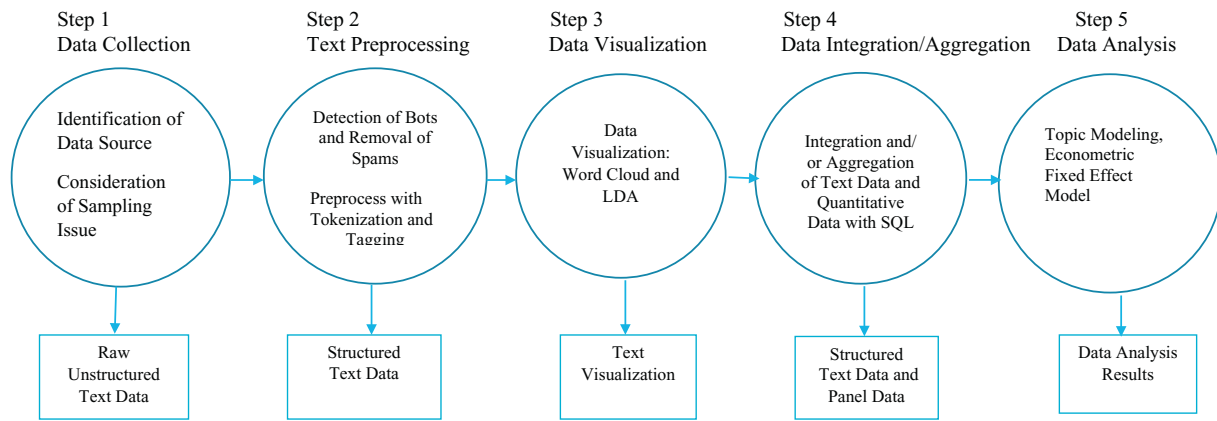 Step 1
Data Collection
Step 2
Text Preprocessing
Step 3
Data Visualization
Step 4
Data Integration/Aggregation
Step 5
Data Analysis
Identification of
Data Source
Consideration
of Sampling
Issue
Detection of Bots
and Removal of
Spams
Preprocess with
Tokenization and
Tagging
Data
Visualization:
Word Cloud and
LDA
Integration and/
or Aggregation
of Text Data and
Quantitative
Data with SQL
Topic Modeling,
Econometric
Fixed Effect
Model
Raw
Unstructured
Text Data
Structured
Text Data
Text
Visualization
Structured
Text Data and
Panel Data
Data Analysis
Results